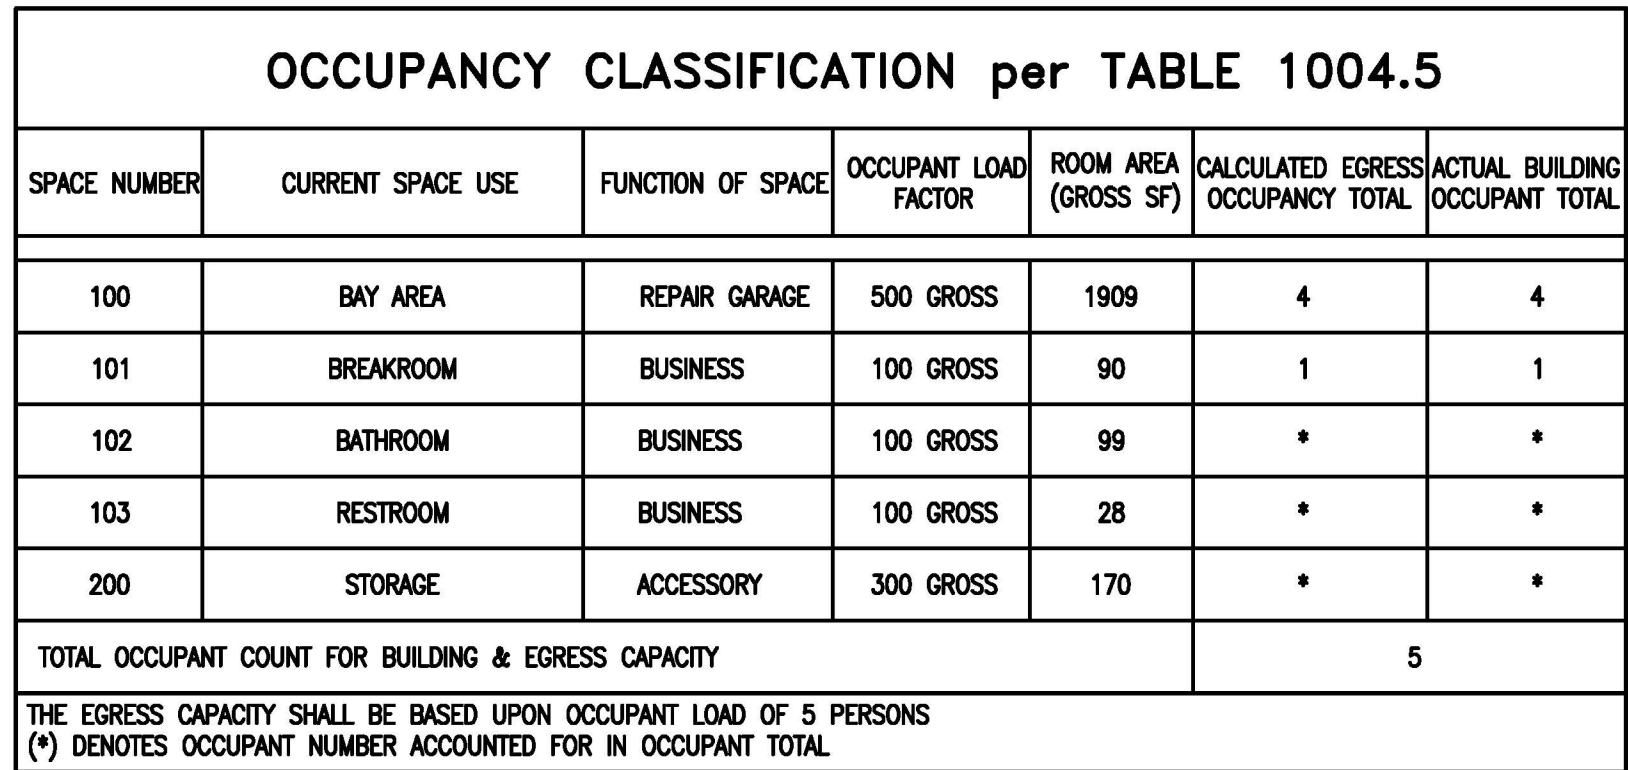 OCCUPANCY CLASSIFICATION per TABLE 1004.5
SPACE NUMBER CURRENT SPACE USE FUNCTION OF SPACE OCCUPANT LOAD FACTOR ROOM AREA (GROSS SF) CALCULATED EGRESS OCCUPANCY TOTAL ACTUAL BUILDING OCCUPANT TOTAL
100 BAY AREA REPAIR GARAGE 500 GROSS 1909 4 4
101 BREAKROOM BUSINESS 100 GROSS 90 1 1
102 BATHROOM BUSINESS 100 GROSS 99 * *
103 RESTROOM BUSINESS 100 GROSS 28 * *
200 STORAGE ACCESSORY 300 GROSS 170 * *
TOTAL OCCUPANT COUNT FOR BUILDING & EGRESS CAPACITY 5
THE EGRESS CAPACITY SHALL BE BASED UPON OCCUPANT LOAD OF 5 PERSONS
(*) DENOTES OCCUPANT NUMBER ACCOUNTED FOR IN OCCUPANT TOTAL